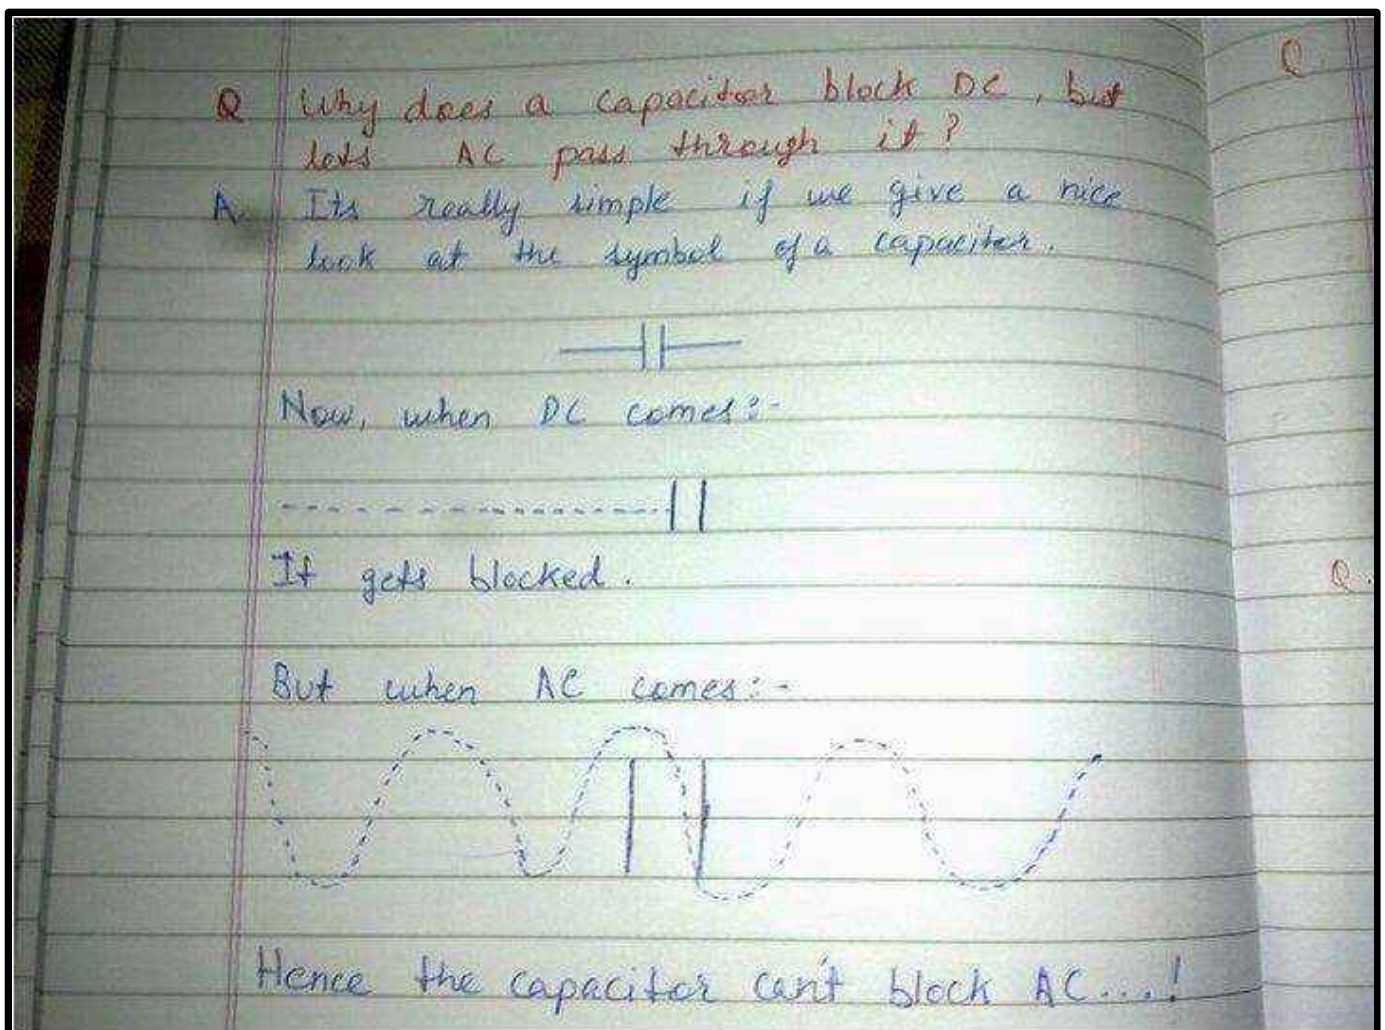 Q Why does a capacitor block DC, but
lets AC pass through it?
A. Its really simple if we give a nice
look at the symbol of a capacitor.
Now, when DC comes:-
It gets blocked.
But when AC comes:-
Hence the capacitor can't block AC....!
Q
Q.